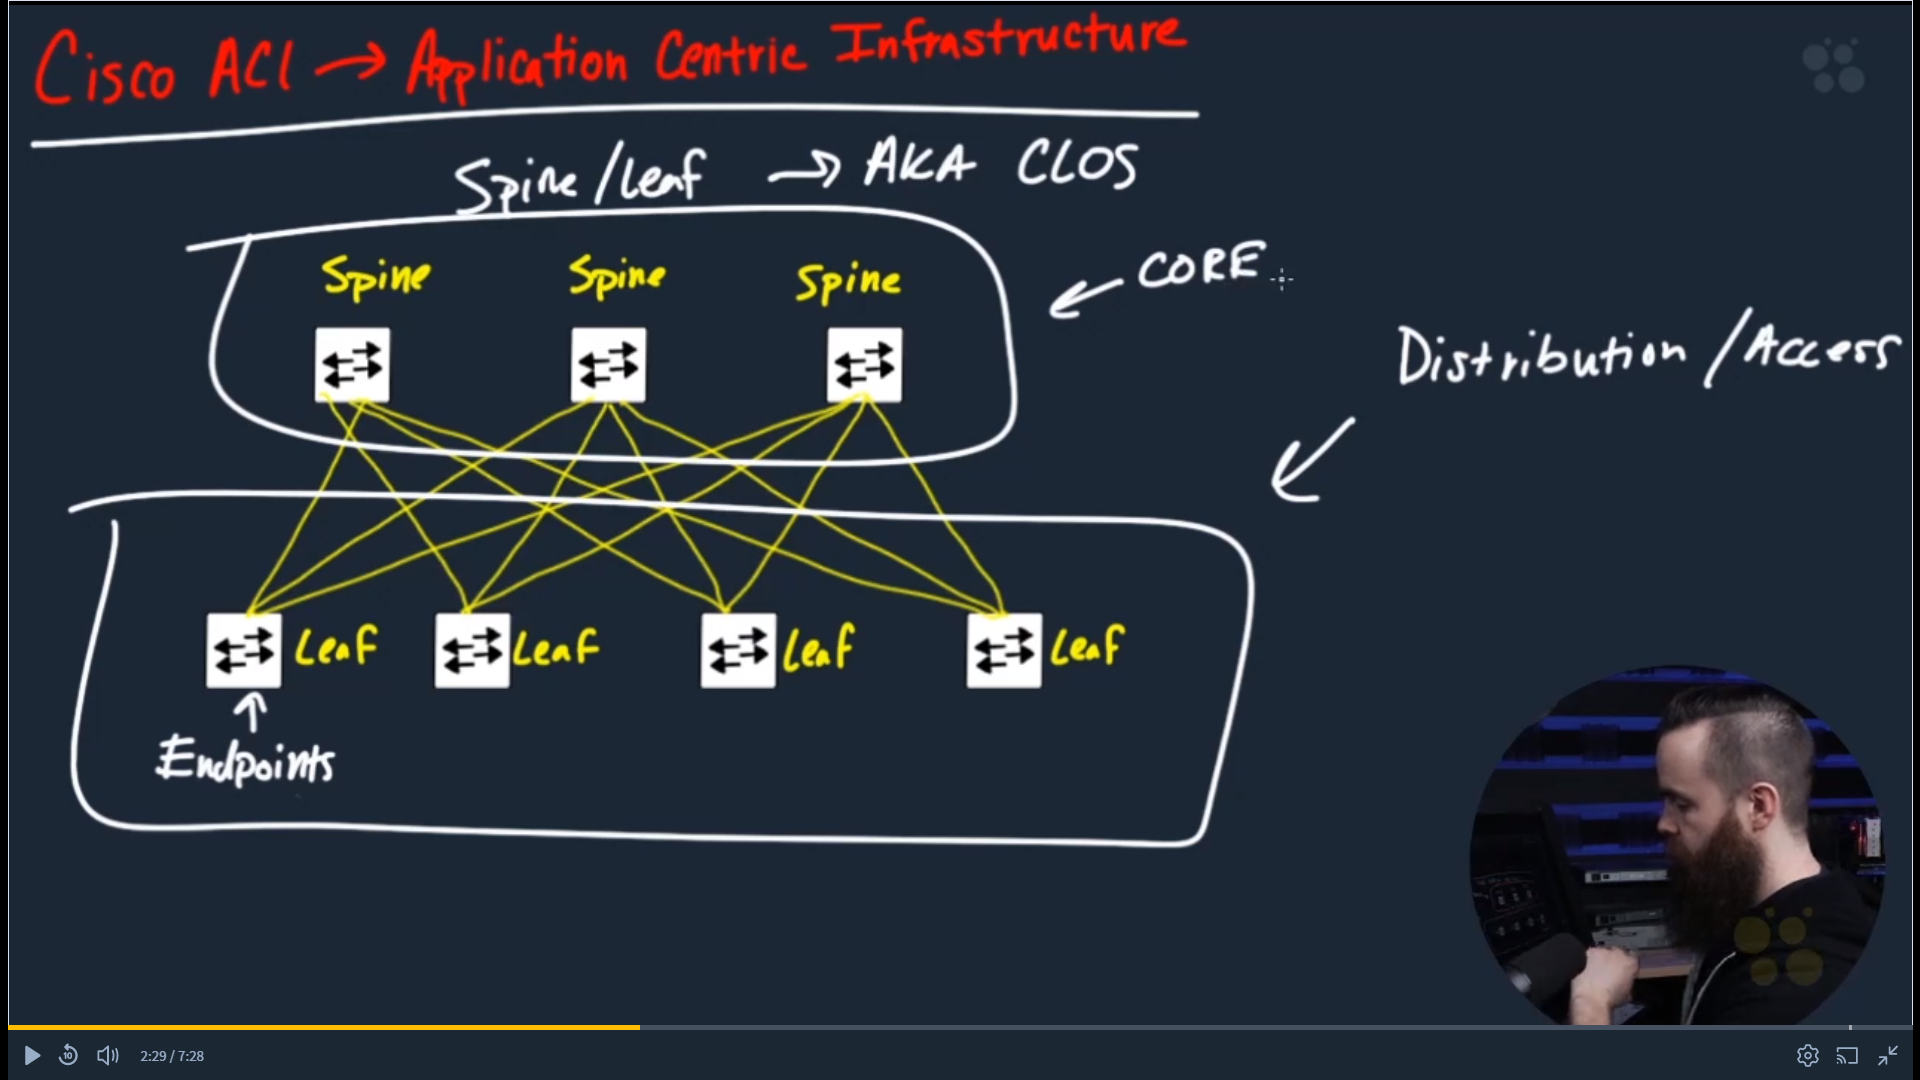 Cisco ACI → Application Centric Infrastructure
Spine/Leaf → AKA CLOS
Spine Spine Spine
← CORE
Distribution/Access
Leaf Leaf Leaf Leaf
Endpoints
10
2:29 / 7:28